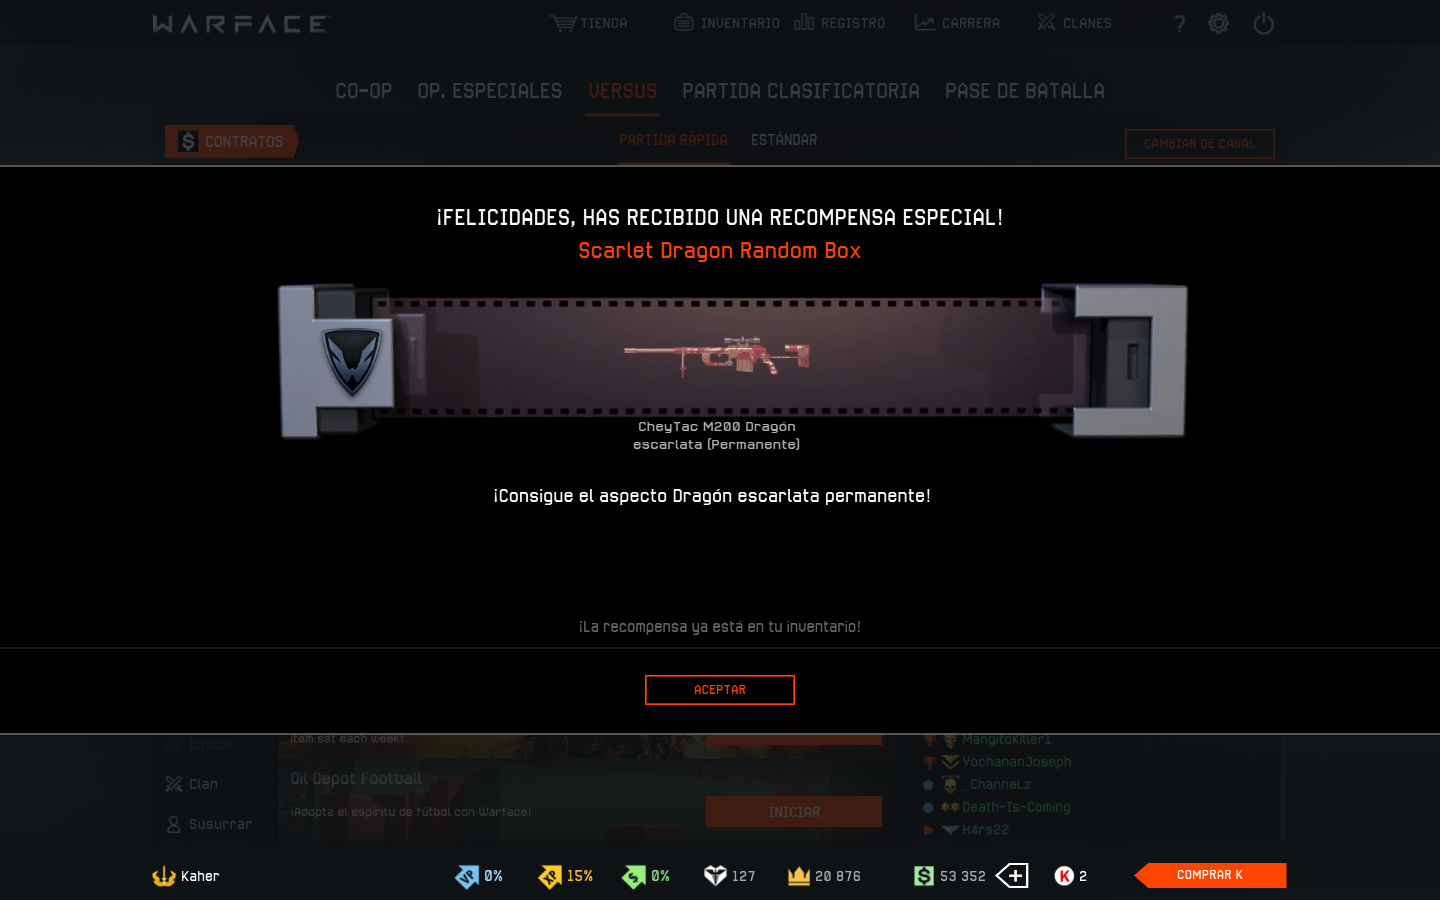 WARFACE
TIENDA
INVENTARIO
REGISTRO
CARRERA
CLANES
?
CO-OP
OP. ESPECIALES
VERSUS
PARTIDA CLASIFICATORIA
PASE DE BATALLA
$ CONTRATOS
PARTIDA RÁPIDA
ESTÁNDAR
CAMBIAR DE CANAL
¡FELICIDADES, HAS RECIBIDO UNA RECOMPENSA ESPECIAL!
Scarlet Dragon Random Box
CheyTac M200 Dragón
escarlata (Permanente)
¡Consigue el aspecto Dragón escarlata permanente!
¡La recompensa ya está en tu inventario!
ACEPTAR
Equipo
item set each week!
Mangitokiller1
YochananJoseph
Oil Depot Football
Clan
_ChanneLz
¡Adopta el espíritu de fútbol con Warface!
INICIAR
Death-Is-Coming
Susurrar
H4rs22
Kaher
VP 0%
XP 15%
$ 0%
127
20 876
$ 53 352
K 2
COMPRAR K